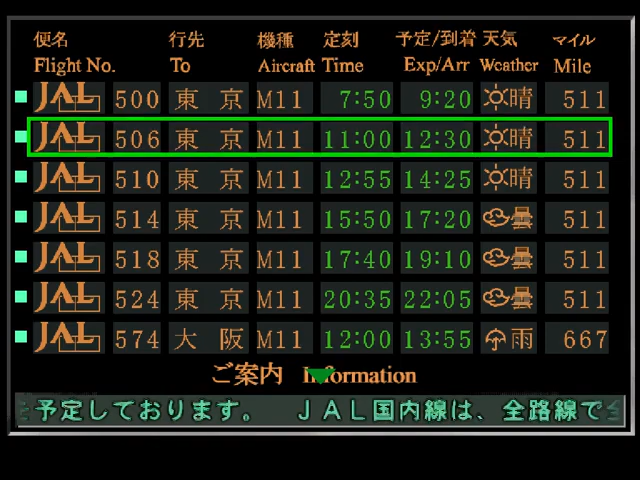 便名 行先 機種 定刻 予定/到着 天気 マイル
Flight No. To Aircraft Time Exp/Arr Weather Mile
JAL 500 東京 M11 7:50 9:20 晴 511
JAL 506 東京 M11 11:00 12:30 晴 511
JAL 510 東京 M11 12:55 14:25 晴 511
JAL 514 東京 M11 15:50 17:20 曇 511
JAL 518 東京 M11 17:40 19:10 曇 511
JAL 524 東京 M11 20:35 22:05 曇 511
JAL 574 大阪 M11 12:00 13:55 雨 667
ご案内 Information
を予定しております。 JAL国内線は、全路線で全